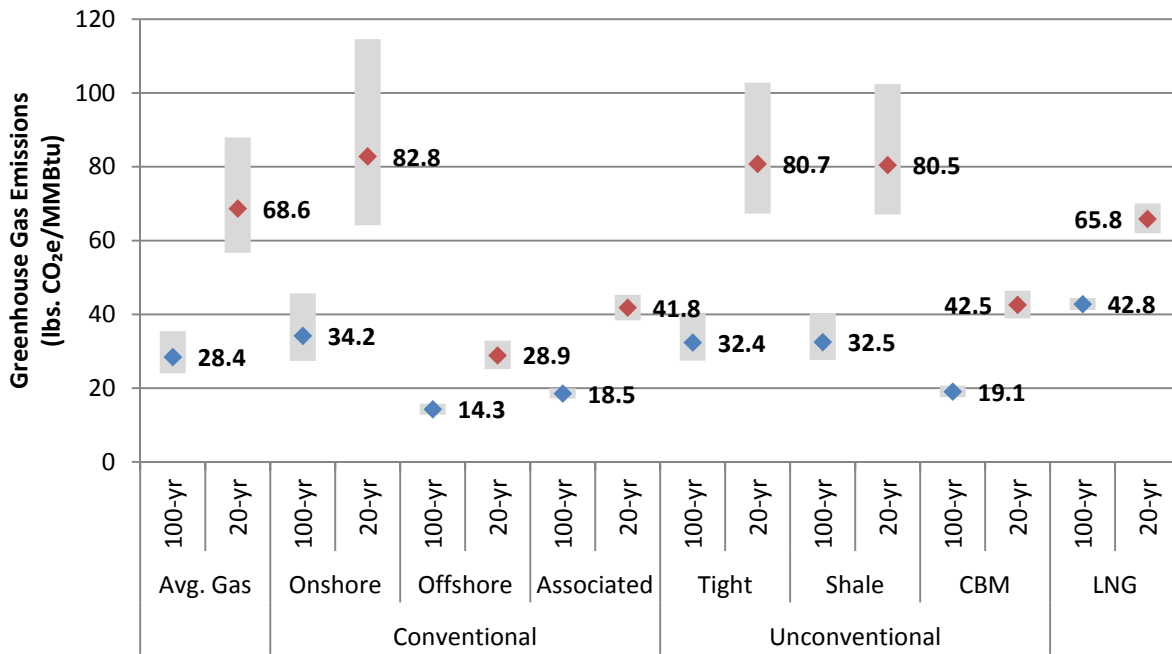 Greenhouse Gas Emissions
(lbs. CO₂e/MMBtu)
120
100
80
60
40
20
0
28.4
68.6
34.2
82.8
14.3
28.9
18.5
41.8
32.4
80.7
32.5
80.5
19.1
42.5
42.8
65.8
100-yr
20-yr
100-yr
20-yr
100-yr
20-yr
100-yr
20-yr
100-yr
20-yr
100-yr
20-yr
100-yr
20-yr
100-yr
20-yr
Avg. Gas
Onshore
Offshore
Associated
Tight
Shale
CBM
LNG
Conventional
Unconventional